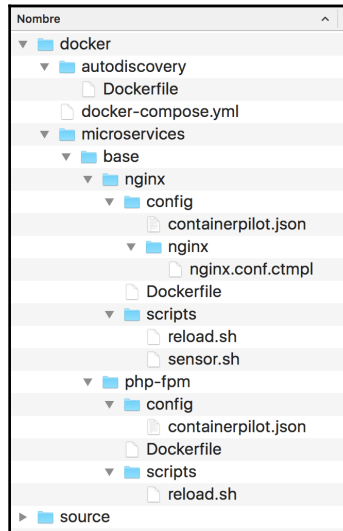 Nombre
docker
autodiscovery
Dockerfile
docker-compose.yml
microservices
base
nginx
config
containerpilot.json
nginx
nginx.conf.ctmpl
Dockerfile
scripts
reload.sh
sensor.sh
php-fpm
config
containerpilot.json
Dockerfile
scripts
reload.sh
source